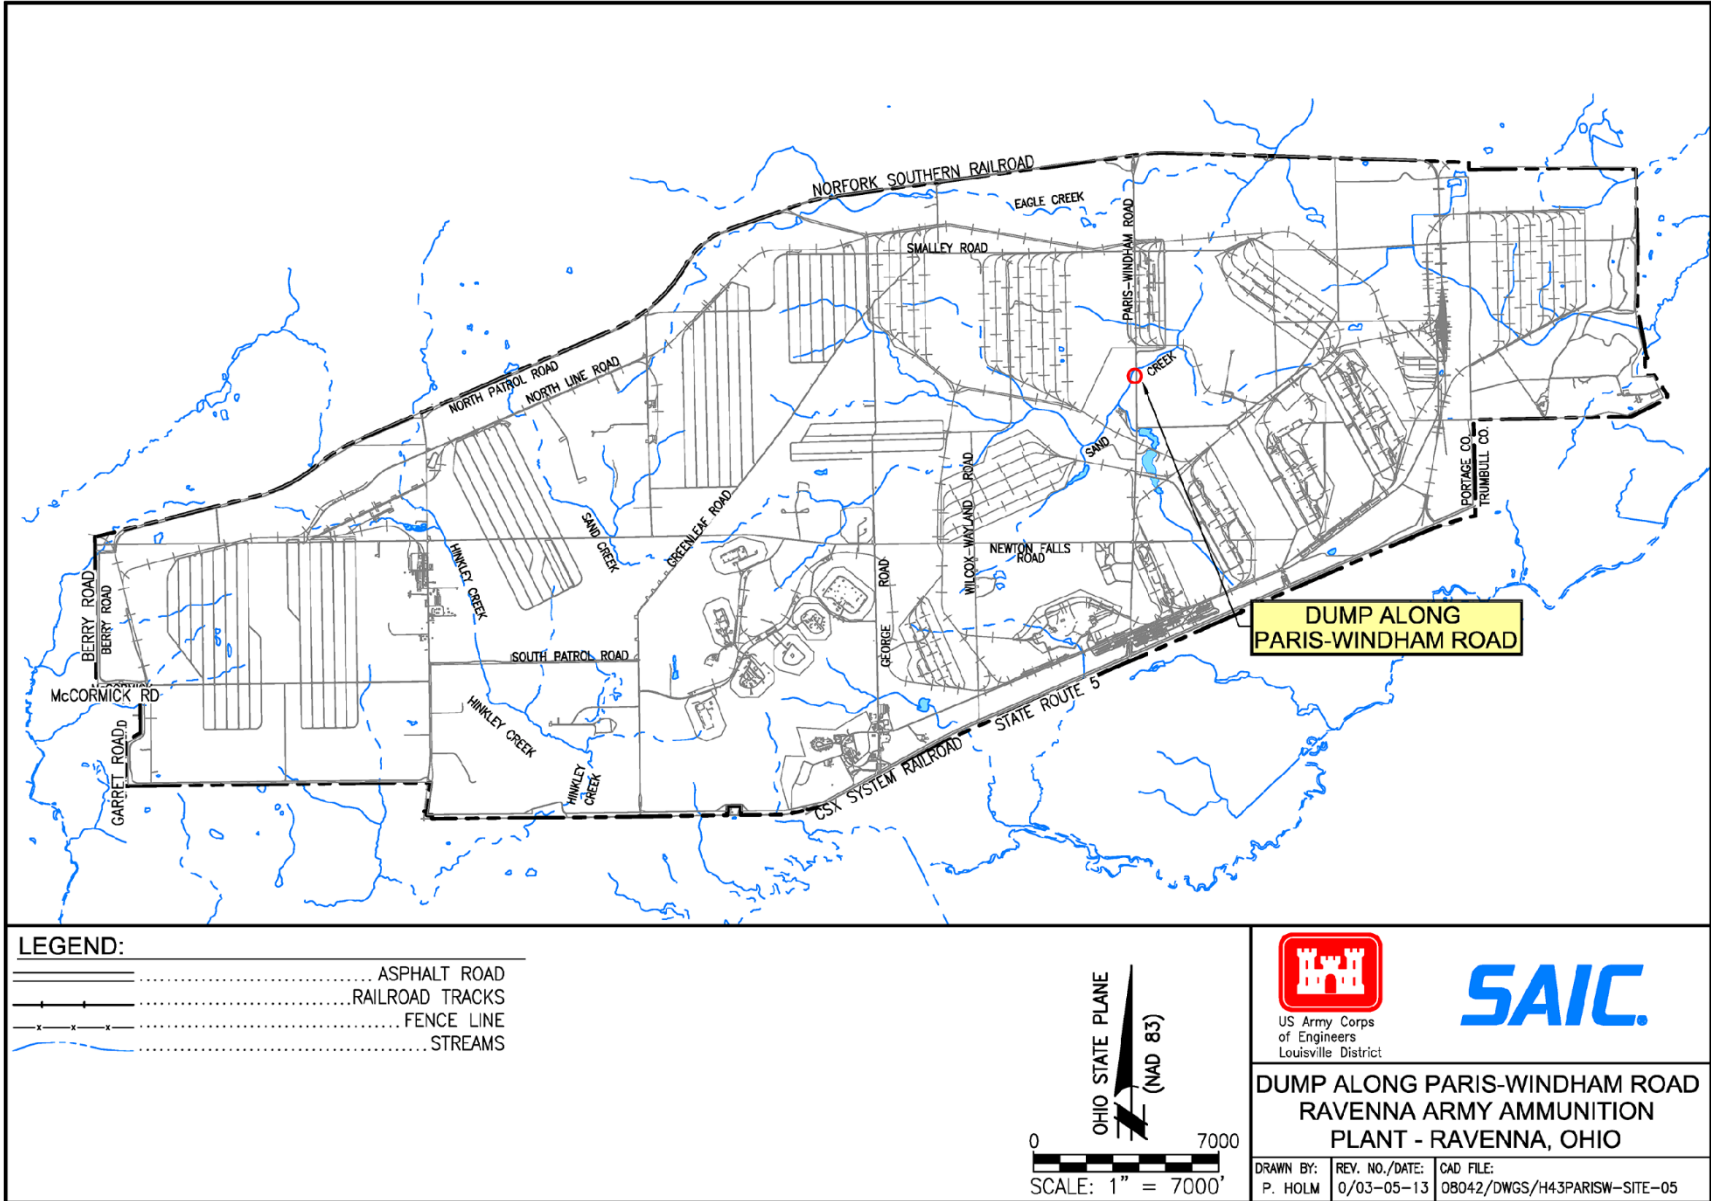 NORFORK SOUTHERN RAILROAD
EAGLE CREEK
PARIS-WINDHAM ROAD
SMALLEY ROAD
NORTH PATROL ROAD
NORTH LINE ROAD
CREEK
SAND
PORTAGE CO.
TRUMBULL CO.
WILCOX-WAYLAND ROAD
GREENLEAF ROAD
SAND CREEK
HINKLEY CREEK
NEWTON FALLS
ROAD
BERRY ROAD
BERRY ROAD
GEORGE ROAD
DUMP ALONG
PARIS-WINDHAM ROAD
SOUTH PATROL ROAD
McCORMICK
McCORMICK RD
HINKLEY CREEK
STATE ROUTE 5
GARRET ROAD
CSX SYSTEM RAILROAD
HINKLEY
CREEK
LEGEND:
ASPHALT ROAD
RAILROAD TRACKS
FENCE LINE
STREAMS
OHIO STATE PLANE
(NAD 83)
0 7000
SCALE: 1" = 7000'
US Army Corps
of Engineers
Louisville District
SAIC.
DUMP ALONG PARIS-WINDHAM ROAD
RAVENNA ARMY AMMUNITION
PLANT - RAVENNA, OHIO
DRAWN BY:
P. HOLM
REV. NO./DATE:
0/03-05-13
CAD FILE:
08042/DWGS/H43PARISW-SITE-05